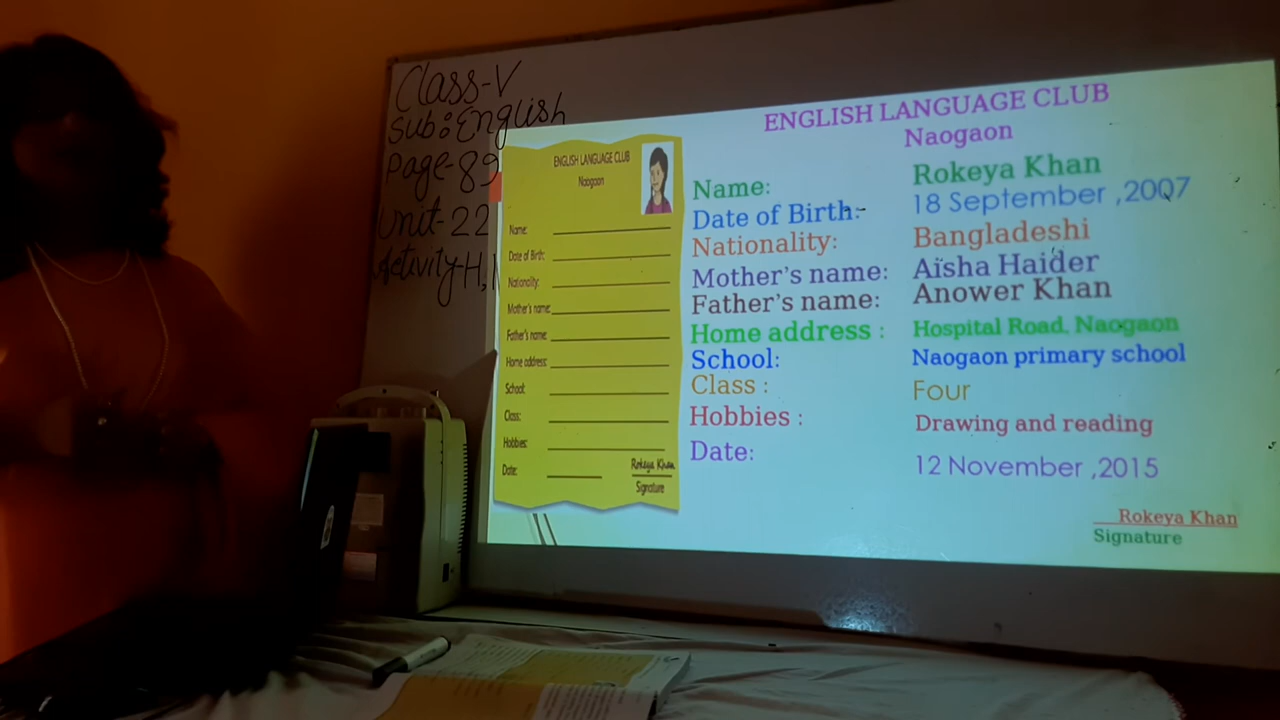 Class-V
Sub: English
Page-89
Unit-22
Activity-H,
ENGLISH LANGUAGE CLUB
Naogaon
Name:
Date of Birth:
Nationality:
Mother's name:
Father's name:
Home address:
School:
Class:
Hobbies:
Date:
Rokeya Khan
Signature
ENGLISH LANGUAGE CLUB
Naogaon
Name: Rokeya Khan
Date of Birth:- 18 September ,2007
Nationality: Bangladeshi
Mother's name: Aisha Haider
Father's name: Anower Khan
Home address : Hospital Road, Naogaon
School: Naogaon primary school
Class : Four
Hobbies : Drawing and reading
Date: 12 November ,2015
Rokeya Khan
Signature